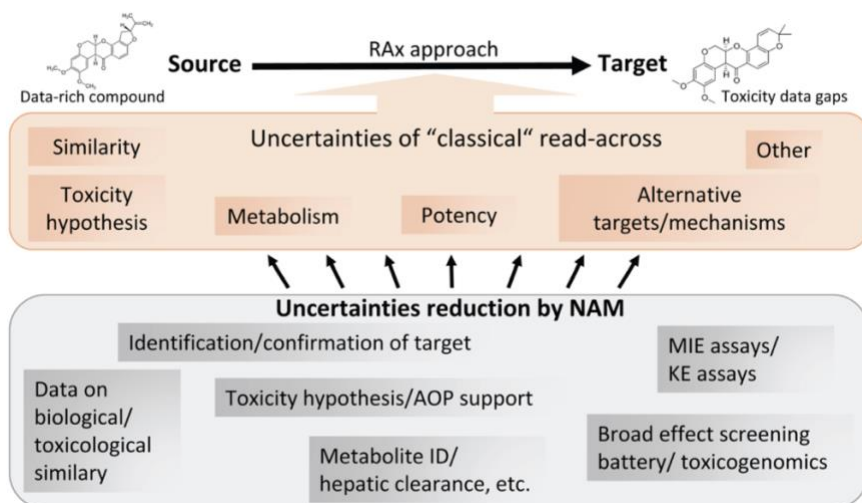 RAx approach
Source
Target
Data-rich compound
Toxicity data gaps
Uncertainties of “classical“ read-across
Similarity
Other
Toxicity
hypothesis
Metabolism
Potency
Alternative
targets/mechanisms
Uncertainties reduction by NAM
Identification/confirmation of target
MIE assays/
KE assays
Data on
biological/
toxicological
similary
Toxicity hypothesis/AOP support
Metabolite ID/
hepatic clearance, etc.
Broad effect screening
battery/ toxicogenomics